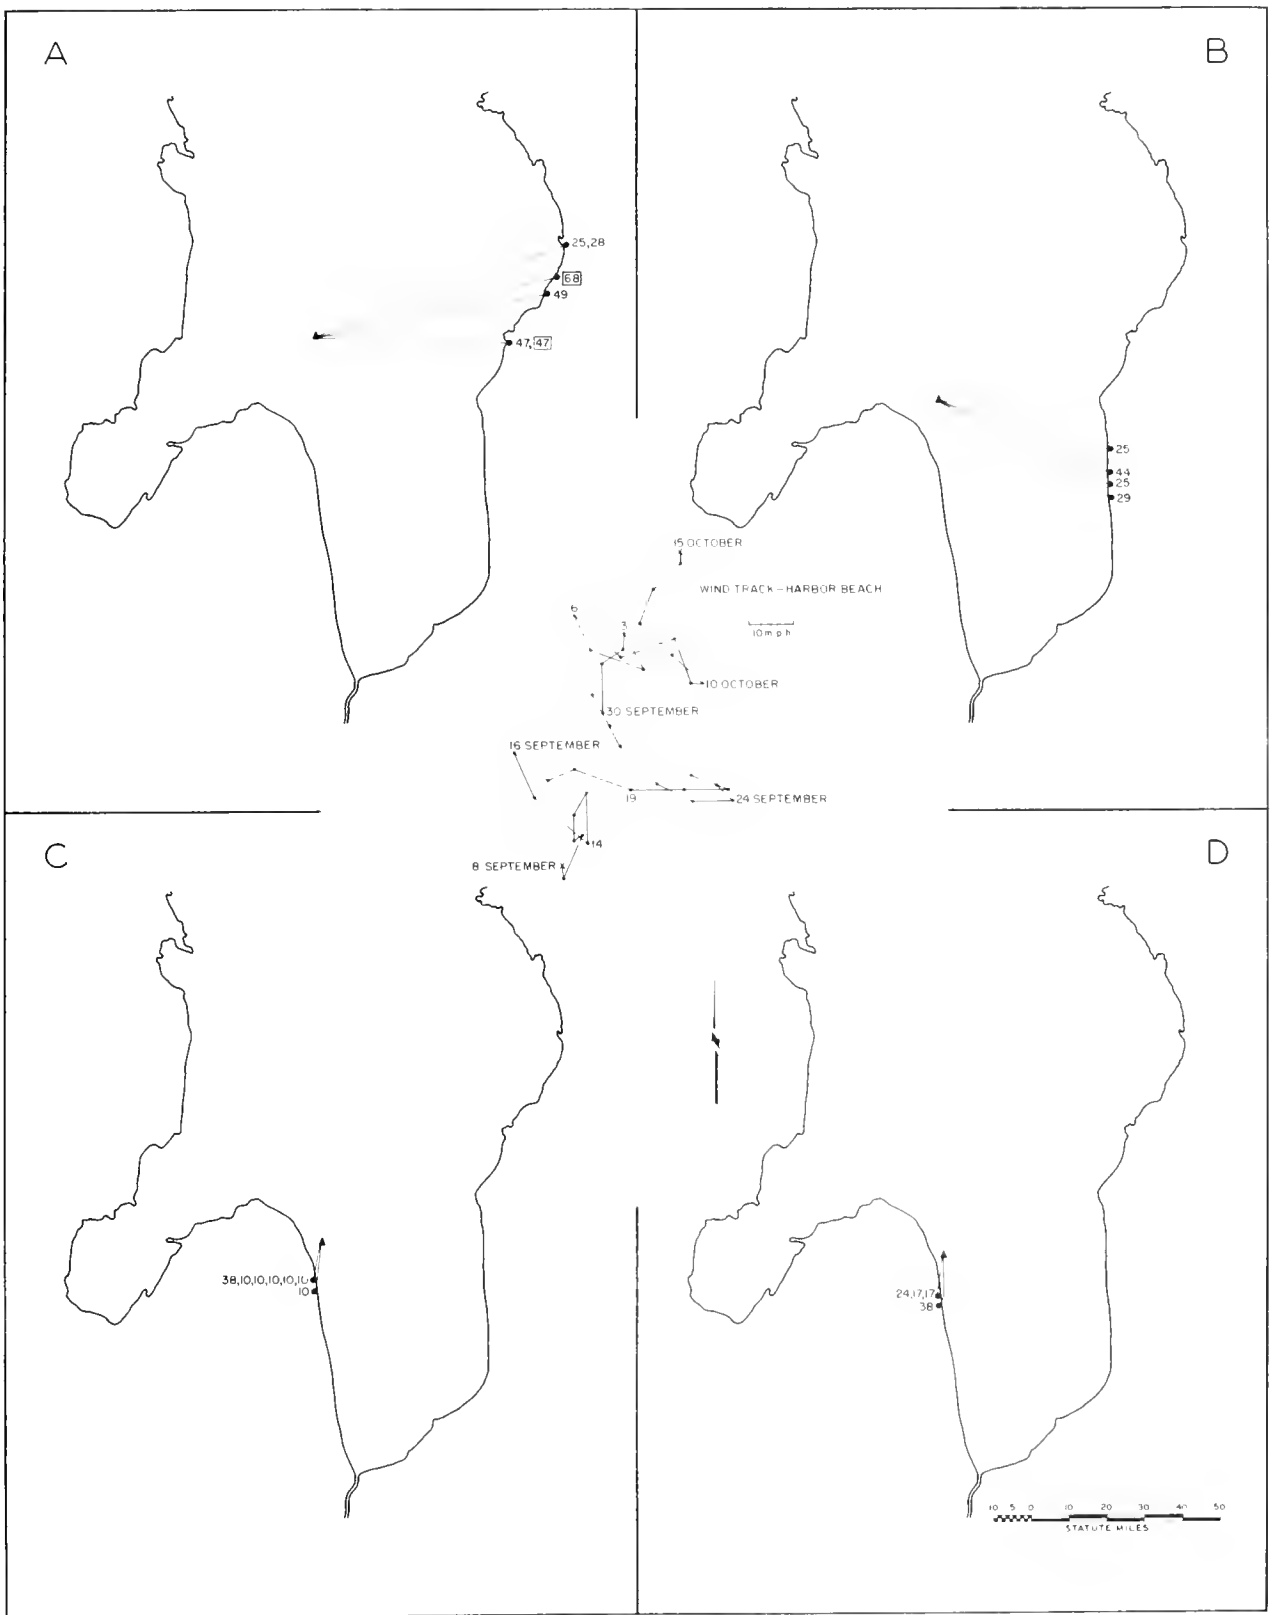 A
B
25,28
68
49
47,47
25
44
25
29
15 OCTOBER
WIND TRACK – HARBOR BEACH
6
10 m p h
3
10 OCTOBER
30 SEPTEMBER
16 SEPTEMBER
19
24 SEPTEMBER
14
8 SEPTEMBER
C
D
38,10,10,10,10,10
10
24,17,17
38
10 5 0 10 20 30 40 50
STATUTE MILES